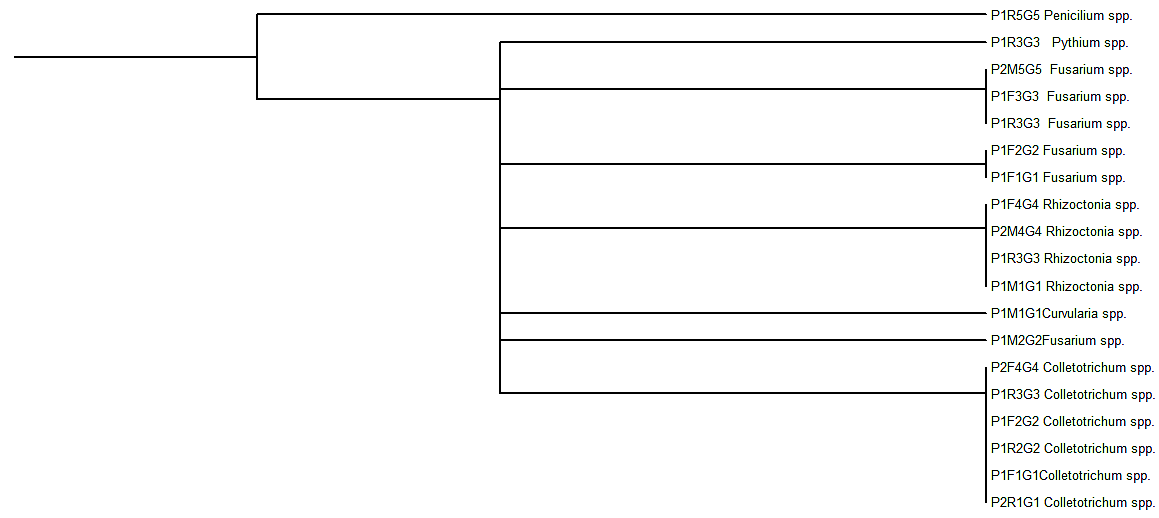 P1R5G5 Penicilium spp.
P1R3G3 Pythium spp.
P2M5G5 Fusarium spp.
P1F3G3 Fusarium spp.
P1R3G3 Fusarium spp.
P1F2G2 Fusarium spp.
P1F1G1 Fusarium spp.
P1F4G4 Rhizoctonia spp.
P2M4G4 Rhizoctonia spp.
P1R3G3 Rhizoctonia spp.
P1M1G1 Rhizoctonia spp.
P1M1G1Curvularia spp.
P1M2G2Fusarium spp.
P2F4G4 Colletotrichum spp.
P1R3G3 Colletotrichum spp.
P1F2G2 Colletotrichum spp.
P1R2G2 Colletotrichum spp.
P1F1G1Colletotrichum spp.
P2R1G1 Colletotrichum spp.